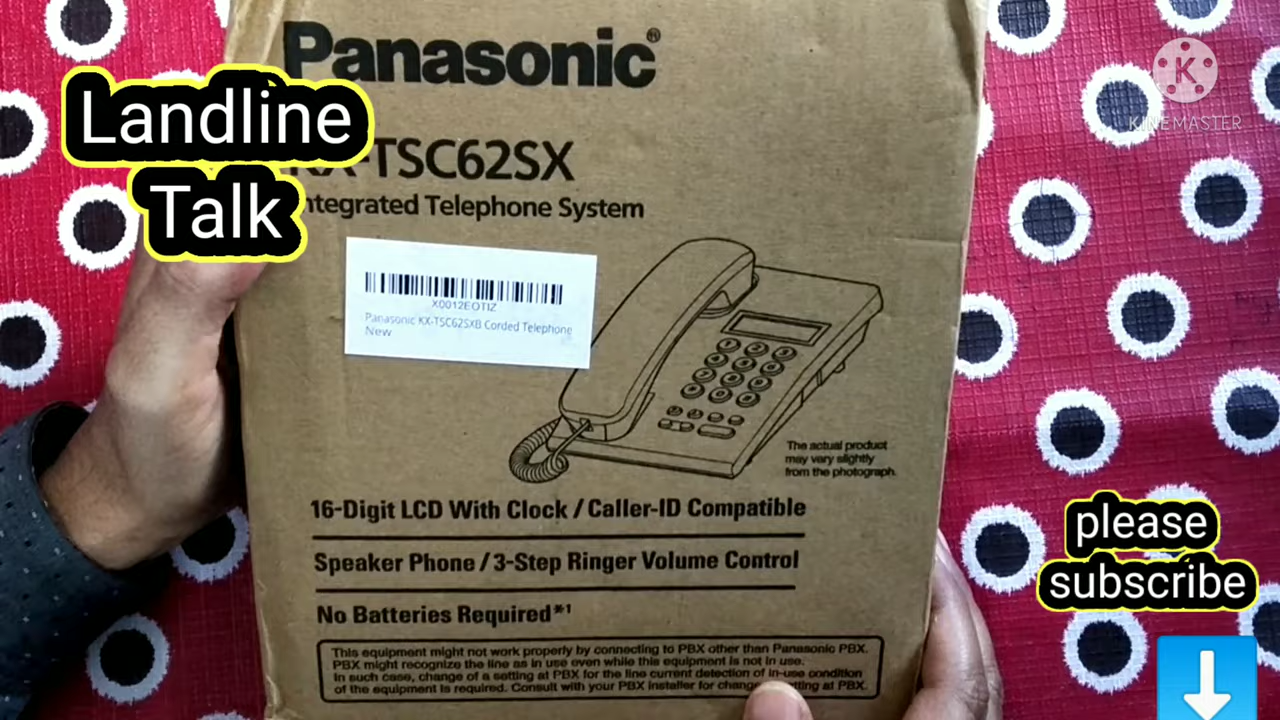 Panasonic®
Landline
Talk
KX-TSC62SX
Integrated Telephone System
X0012EOTIZ
Panasonic KX-TSC62SXB Corded Telephone
New
The actual product
may vary slightly
from the photograph.
16-Digit LCD With Clock / Caller-ID Compatible
Speaker Phone / 3-Step Ringer Volume Control
No Batteries Required*1
This equipment might not work properly by connecting to PBX other than Panasonic PBX.
PBX might recognize the line as in use even while this equipment is not in use.
In such case, change of a setting at PBX for the line current detection of in-use condition
of the equipment is required. Consult with your PBX installer for change setting at PBX.
K
KINEMASTER
please
subscribe